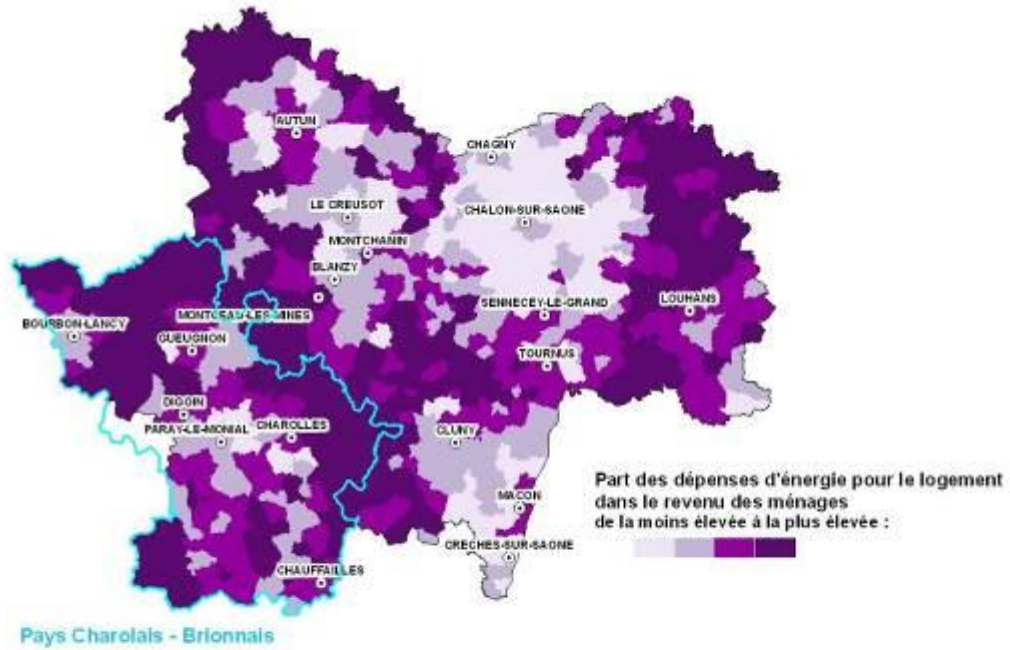 AUTUN
CHAGNY
LE CREUSOT
CHALON-SUR-SAONE
MONTCHANIN
BLANZY
SENNECEY-LE-GRAND
LOUHANS
MONTCEAU-LES-MINES
BOURBON-LANCY
GUEUGNON
TOURNUS
DIGOIN
PARAY-LE-MONIAL
CHAROLLES
CLUNY
Part des dépenses d'énergie pour le logement
dans le revenu des ménages
de la moins élevée à la plus élevée :
MACON
CRECHES-SUR-SAONE
CHAUFFAILLES
Pays Charolais - Brionnais